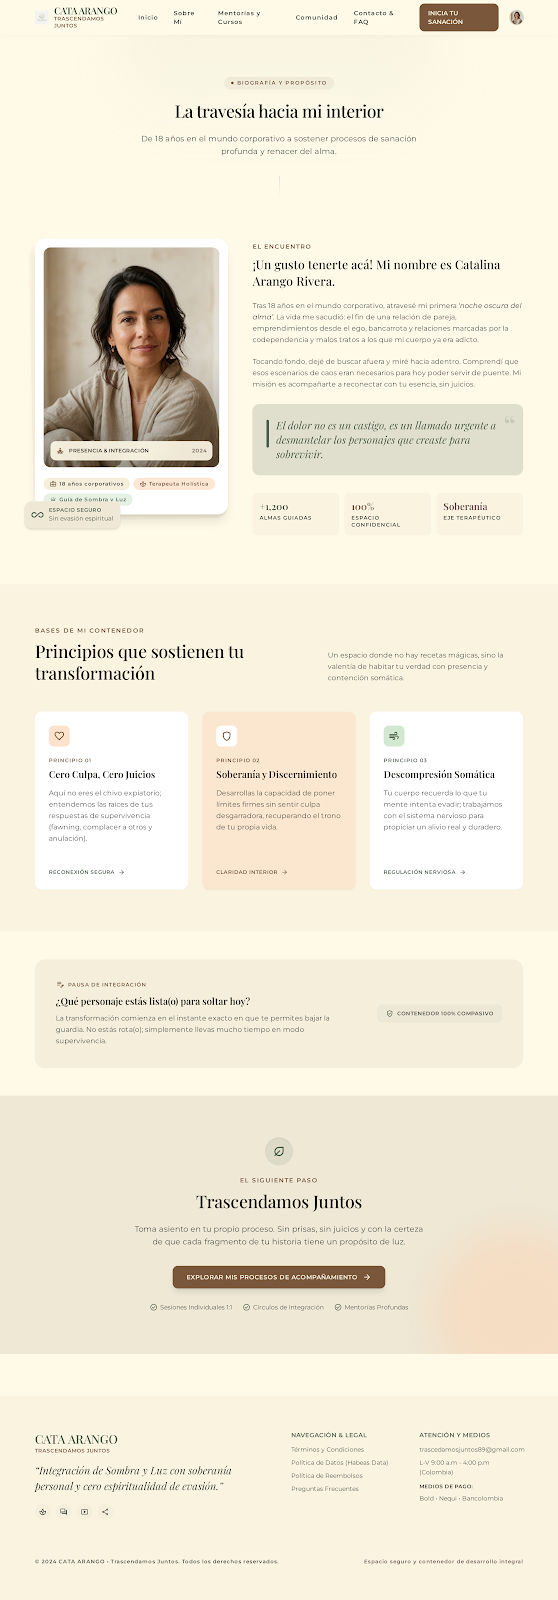 CATA ARANGO
TRASCENDAMOS
JUNTOS
Inicio
Sobre
Mí
Mentorías y
Cursos
Comunidad
Contacto &
FAQ
INICIA TU
SANACIÓN
BIOGRAFÍA Y PROPÓSITO
La travesía hacia mi interior
De 18 años en el mundo corporativo a sostener procesos de sanación
profunda y renacer del alma.
PRESENCIA & INTEGRACIÓN 2024
18 años corporativos
Terapeuta Holística
Guía de Sombra y Luz
ESPACIO SEGURO
Sin evasión espiritual
EL ENCUENTRO
¡Un gusto tenerte acá! Mi nombre es Catalina
Arango Rivera.
Tras 18 años en el mundo corporativo, atravesé mi primera 'noche oscura del
alma'. La vida me sacudió: el fin de una relación de pareja,
emprendimientos desde el ego, bancarrota y relaciones marcadas por la
codependencia y malos tratos a los que mi cuerpo ya era adicto.
Tocando fondo, dejé de buscar afuera y miré hacia adentro. Comprendí que
esos escenarios de caos eran necesarios para hoy poder servir de puente. Mi
misión es acompañarte a reconectar con tu esencia, sin juicios.
El dolor no es un castigo, es un llamado urgente a
desmantelar los personajes que creaste para
sobrevivir.
+1,200
ALMAS GUIADAS
100%
ESPACIO
CONFIDENCIAL
Soberanía
EJE TERAPÉUTICO
BASES DE MI CONTENEDOR
Principios que sostienen tu
transformación
Un espacio donde no hay recetas mágicas, sino la
valentía de habitar tu verdad con presencia y
contención somática.
PRINCIPIO 01
Cero Culpa, Cero Juicios
Aquí no eres el chivo expiatorio;
entendemos las raíces de tus
respuestas de supervivencia
(fawning, complacer a otros y
anulación).
RECONEXIÓN SEGURA →
PRINCIPIO 02
Soberanía y Discernimiento
Desarrollas la capacidad de poner
límites firmes sin sentir culpa
desgarradora, recuperando el trono
de tu propia vida.
CLARIDAD INTERIOR →
PRINCIPIO 03
Descompresión Somática
Tu cuerpo recuerda lo que tu
mente intenta evadir; trabajamos
con el sistema nervioso para
propiciar un alivio real y duradero.
REGULACIÓN NERVIOSA →
PAUSA DE INTEGRACIÓN
¿Qué personaje estás lista(o) para soltar hoy?
La transformación comienza en el instante exacto en que te permites bajar la
guardia. No estás rota(o); simplemente llevas mucho tiempo en modo
supervivencia.
CONTENEDOR 100% COMPASIVO
EL SIGUIENTE PASO
Trascendamos Juntos
Toma asiento en tu propio proceso. Sin prisas, sin juicios y con la certeza
de que cada fragmento de tu historia tiene un propósito de luz.
EXPLORAR MIS PROCESOS DE ACOMPAÑAMIENTO →
Sesiones Individuales 1:1
Círculos de Integración
Mentorías Profundas
CATA ARANGO
TRASCENDAMOS JUNTOS
“Integración de Sombra y Luz con soberanía
personal y cero espiritualidad de evasión.”
NAVEGACIÓN & LEGAL
Términos y Condiciones
Política de Datos (Habeas Data)
Política de Reembolsos
Preguntas Frecuentes
ATENCIÓN Y MEDIOS
trascedamosjuntos89@gmail.com
L-V 9:00 a.m - 4:00 p.m
(Colombia)
MEDIOS DE PAGO:
Bold • Nequi • Bancolombia
© 2024 CATA ARANGO • Trascendamos Juntos. Todos los derechos reservados.
Espacio seguro y contenedor de desarrollo integral